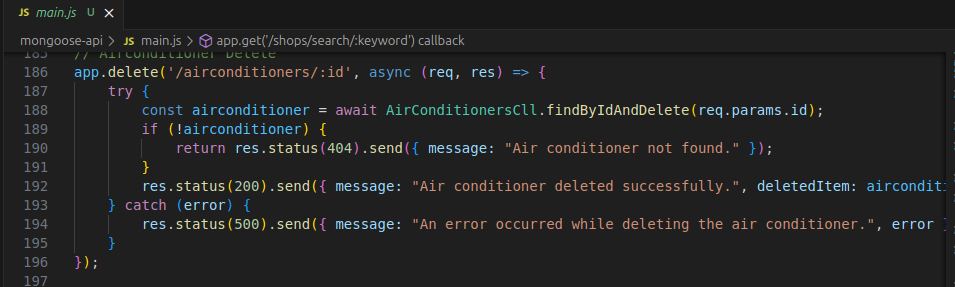 JS main.js U ×
mongoose-api > JS main.js > app.get('/shops/search/:keyword') callback
185 // Airconditioner Delete
186 app.delete('/airconditioners/:id', async (req, res) => {
187 try {
188 const airconditioner = await AirConditionersCll.findByIdAndDelete(req.params.id);
189 if (!airconditioner) {
190 return res.status(404).send({ message: "Air conditioner not found." });
191 }
192 res.status(200).send({ message: "Air conditioner deleted successfully.", deletedItem: aircondit
193 } catch (error) {
194 res.status(500).send({ message: "An error occurred while deleting the air conditioner.", error }
195 }
196 });
197